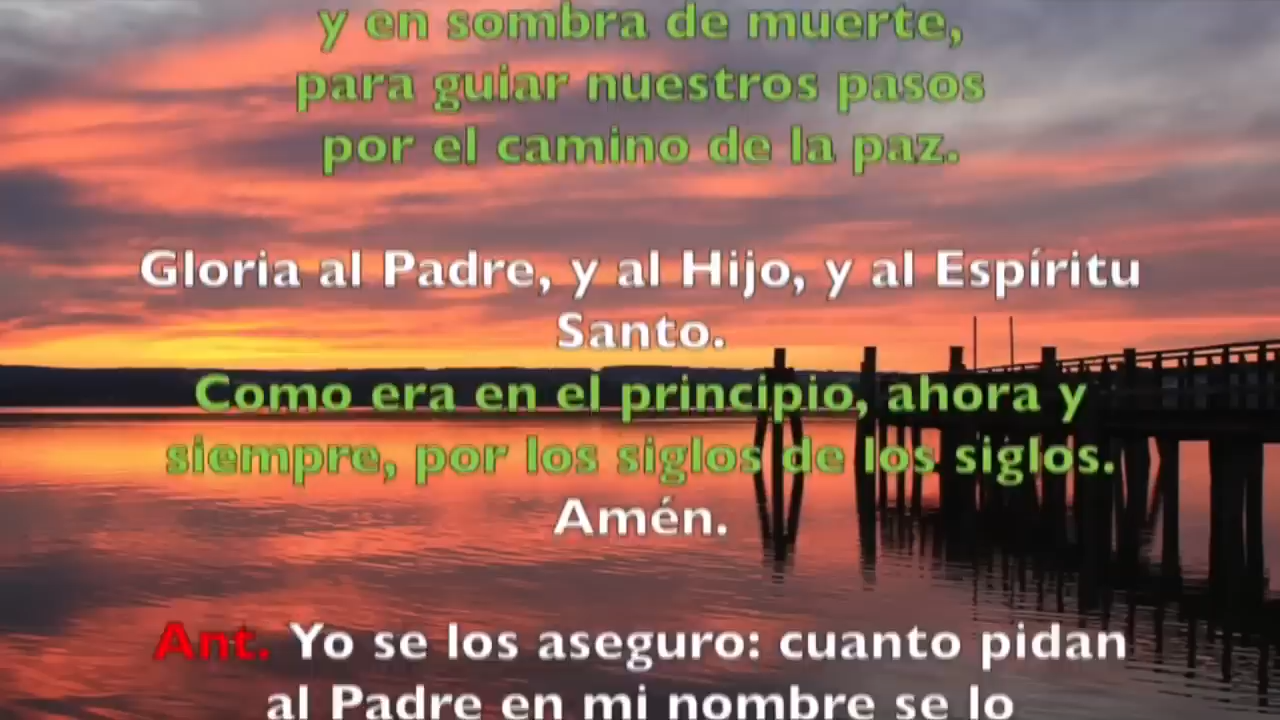 y en sombra de muerte,
para guiar nuestros pasos
por el camino de la paz.
Gloria al Padre, y al Hijo, y al Espíritu
Santo.
Como era en el principio, ahora y
siempre, por los siglos de los siglos.
Amén.
Ant. Yo se los aseguro: cuanto pidan
al Padre en mi nombre se lo